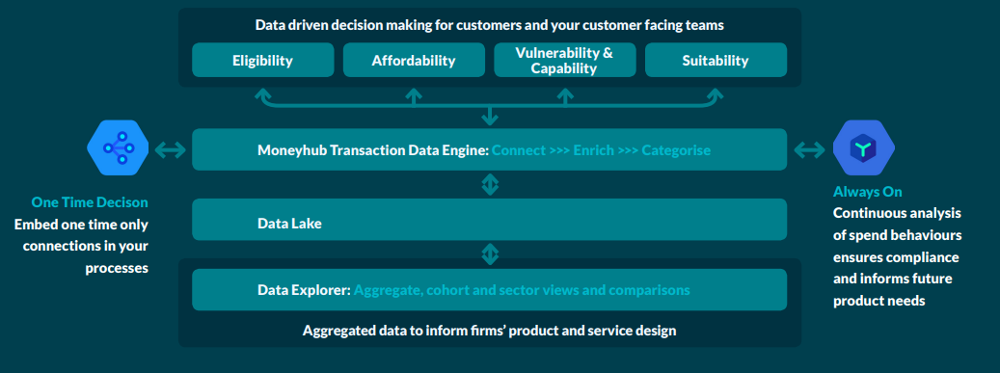 Data driven decision making for customers and your customer facing teams
Eligibility
Affordability
Vulnerability &
Capability
Suitability
Moneyhub Transaction Data Engine: Connect >>> Enrich >>> Categorise
One Time Decison
Embed one time only
connections in your
processes
Always On
Continuous analysis
of spend behaviours
ensures compliance
and informs future
product needs
Data Lake
Data Explorer: Aggregate, cohort and sector views and comparisons
Aggregated data to inform firms’ product and service design